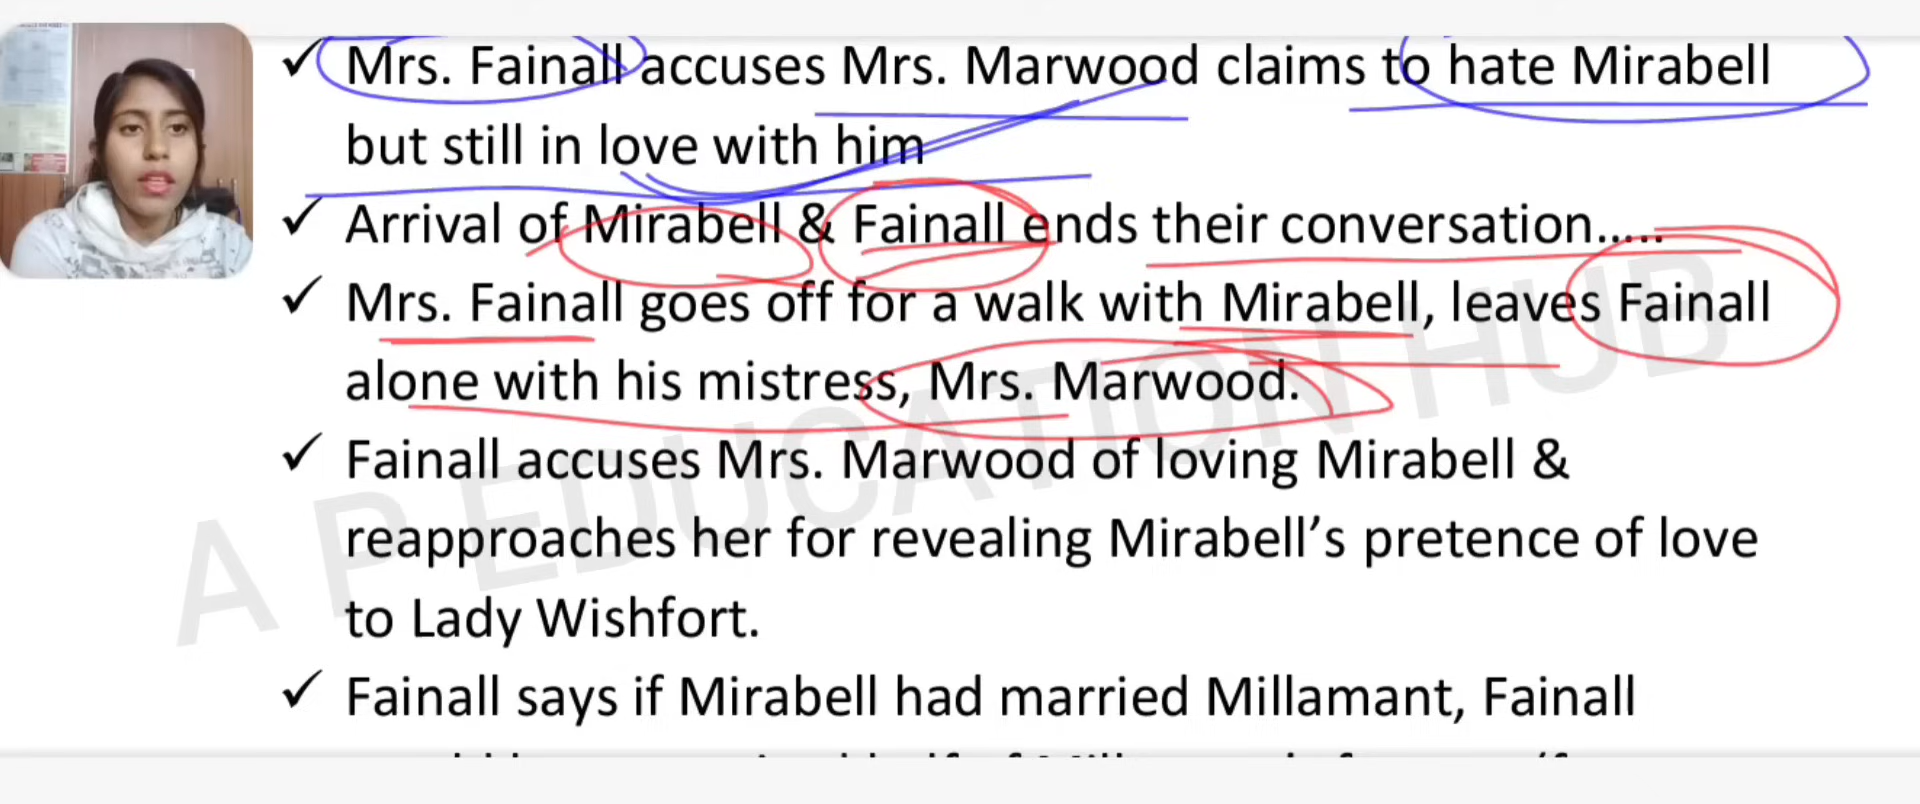 ✓ Mrs. Fainall accuses Mrs. Marwood claims to hate Mirabell
but still in love with him
✓ Arrival of Mirabell & Fainall ends their conversation.....
✓ Mrs. Fainall goes off for a walk with Mirabell, leaves Fainall
alone with his mistress, Mrs. Marwood.
✓ Fainall accuses Mrs. Marwood of loving Mirabell &
reapproaches her for revealing Mirabell’s pretence of love
to Lady Wishfort.
✓ Fainall says if Mirabell had married Millamant, Fainall
A P EDUCATION HUB